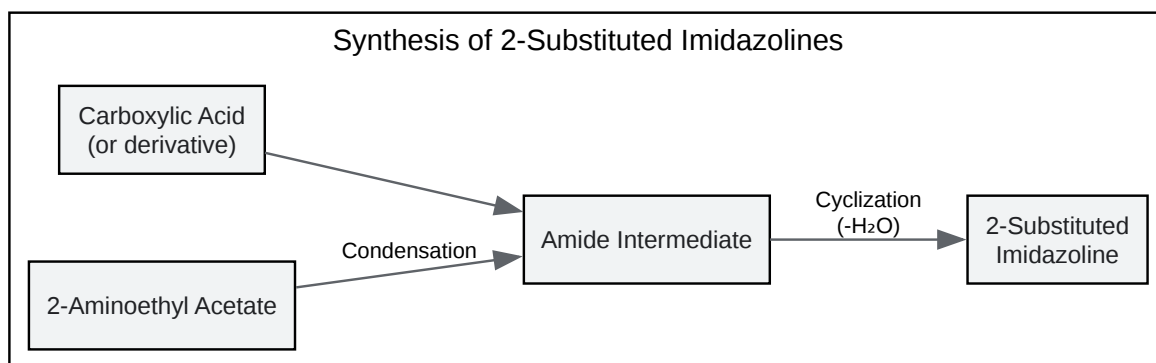 Synthesis of 2-Substituted Imidazolines
Carboxylic Acid
(or derivative)
2-Aminoethyl Acetate
Condensation
Amide Intermediate
Cyclization
(-H₂O)
2-Substituted
Imidazoline